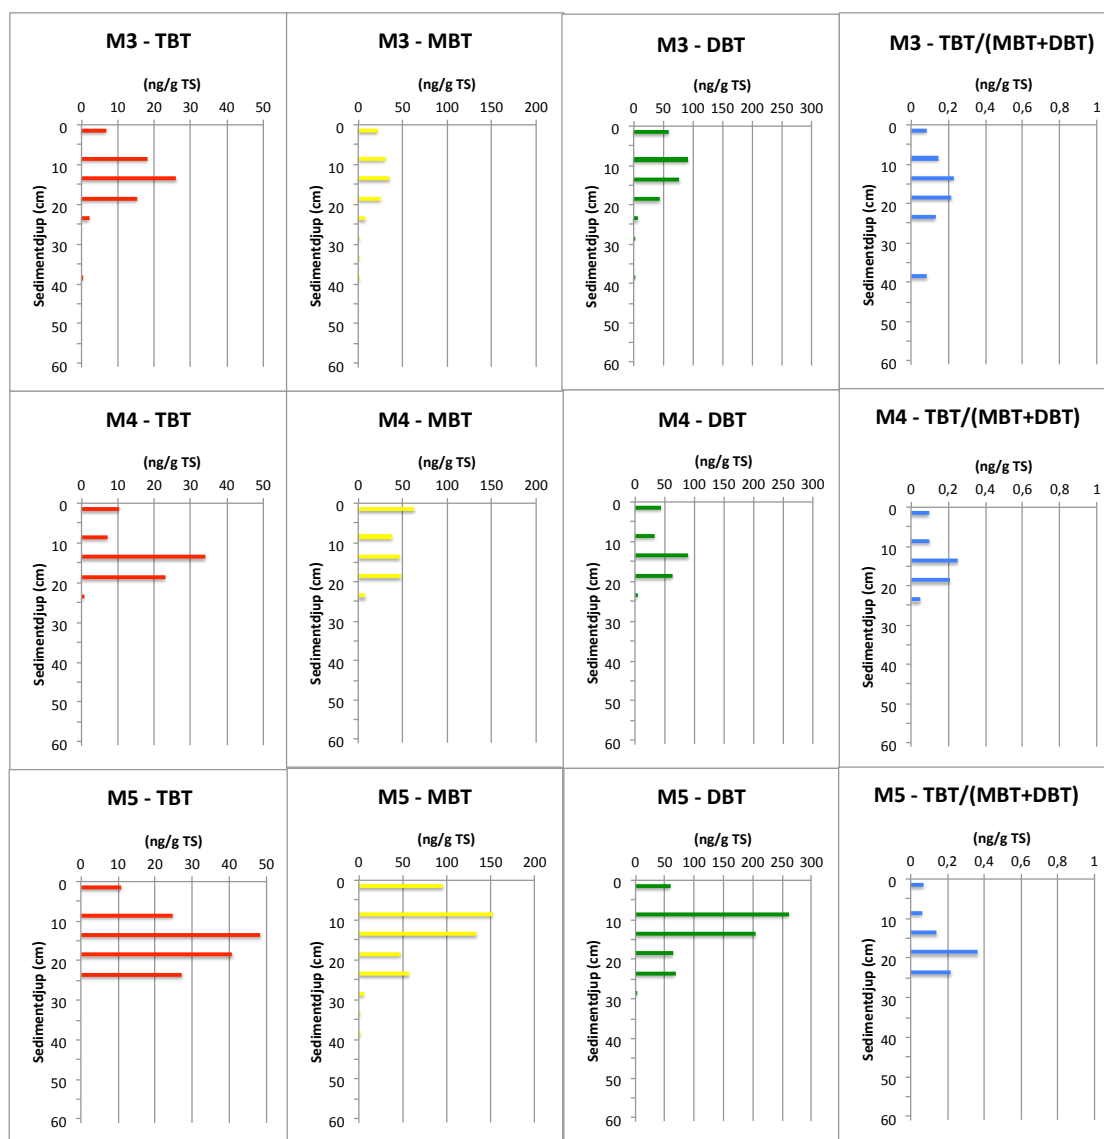 M3 - TBT
(ng/g TS)
0 10 20 30 40 50
0
10
20
30
40
50
60
Sedimentdjup (cm)
M3 - MBT
(ng/g TS)
0 50 100 150 200
0
10
20
30
40
50
60
Sedimentdjup (cm)
M3 - DBT
(ng/g TS)
0 50 100 150 200 250 300
0
10
20
30
40
50
60
Sedimentdjup (cm)
M3 - TBT/(MBT+DBT)
(ng/g TS)
0 0,2 0,4 0,6 0,8 1
0
10
20
30
40
50
60
Sedimentdjup (cm)
M4 - TBT
(ng/g TS)
0 10 20 30 40 50
0
10
20
30
40
50
60
Sedimentdjup (cm)
M4 - MBT
(ng/g TS)
0 50 100 150 200
0
10
20
30
40
50
60
Sedimentdjup (cm)
M4 - DBT
(ng/g TS)
0 50 100 150 200 250 300
0
10
20
30
40
50
60
Sedimentdjup (cm)
M4 - TBT/(MBT+DBT)
(ng/g TS)
0 0,2 0,4 0,6 0,8 1
0
10
20
30
40
50
60
Sedimentdjup (cm)
M5 - TBT
(ng/g TS)
0 10 20 30 40 50
0
10
20
30
40
50
60
Sedimentdjup (cm)
M5 - MBT
(ng/g TS)
0 50 100 150 200
0
10
20
30
40
50
60
Sedimentdjup (cm)
M5 - DBT
(ng/g TS)
0 50 100 150 200 250 300
0
10
20
30
40
50
60
Sedimentdjup (cm)
M5 - TBT/(MBT+DBT)
(ng/g TS)
0 0,2 0,4 0,6 0,8 1
0
10
20
30
40
50
60
Sedimentdjup (cm)